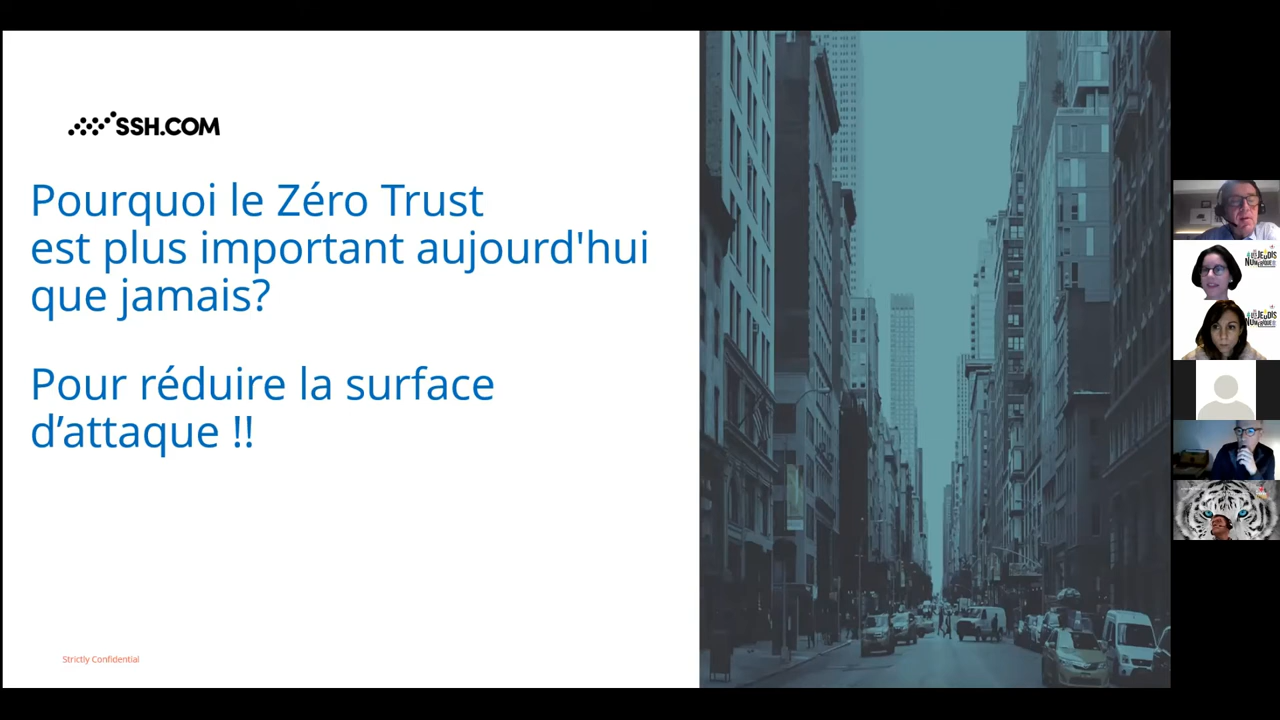 SSH.COM
Pourquoi le Zéro Trust
est plus important aujourd'hui
que jamais?
Pour réduire la surface
d’attaque !!
Strictly Confidential